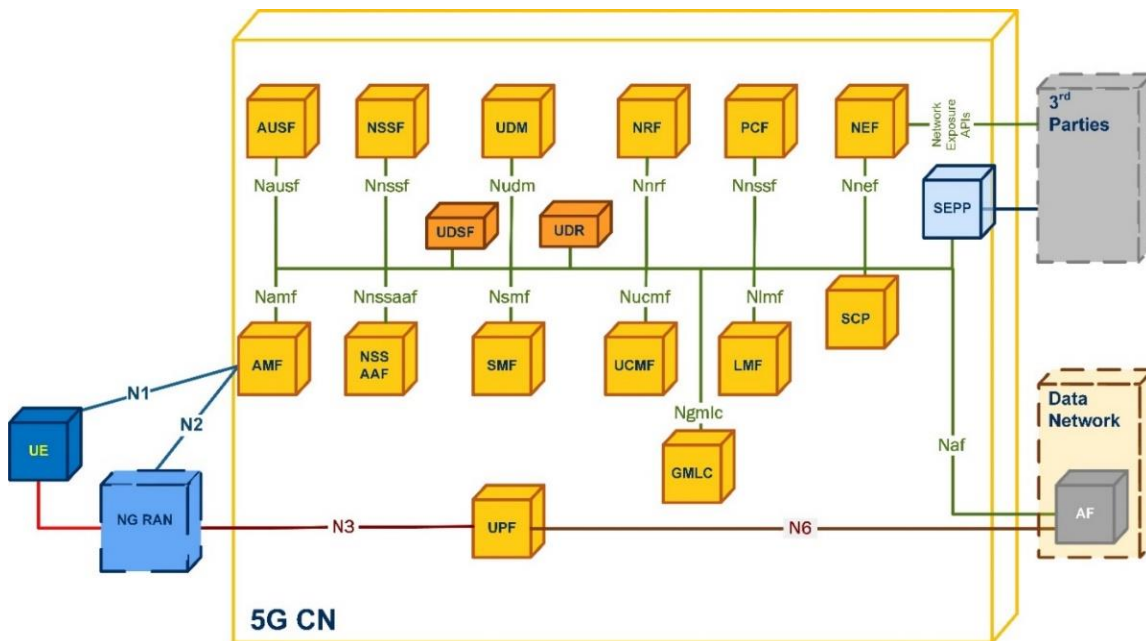 AUSF
NSSF
UDM
NRF
PCF
NEF
Network
Exposure
APIs
3rd
Parties
Nausf
Nnssf
Nudm
Nnrf
Nnssf
Nnef
SEPP
UDSF
UDR
Namf
Nnssaaf
Nsmf
Nucmf
Nlmf
SCP
AMF
NSS
AAF
SMF
UCMF
LMF
N1
N2
Ngmlc
Naf
Data
Network
UE
GMLC
NG RAN
N3
UPF
N6
AF
5G CN